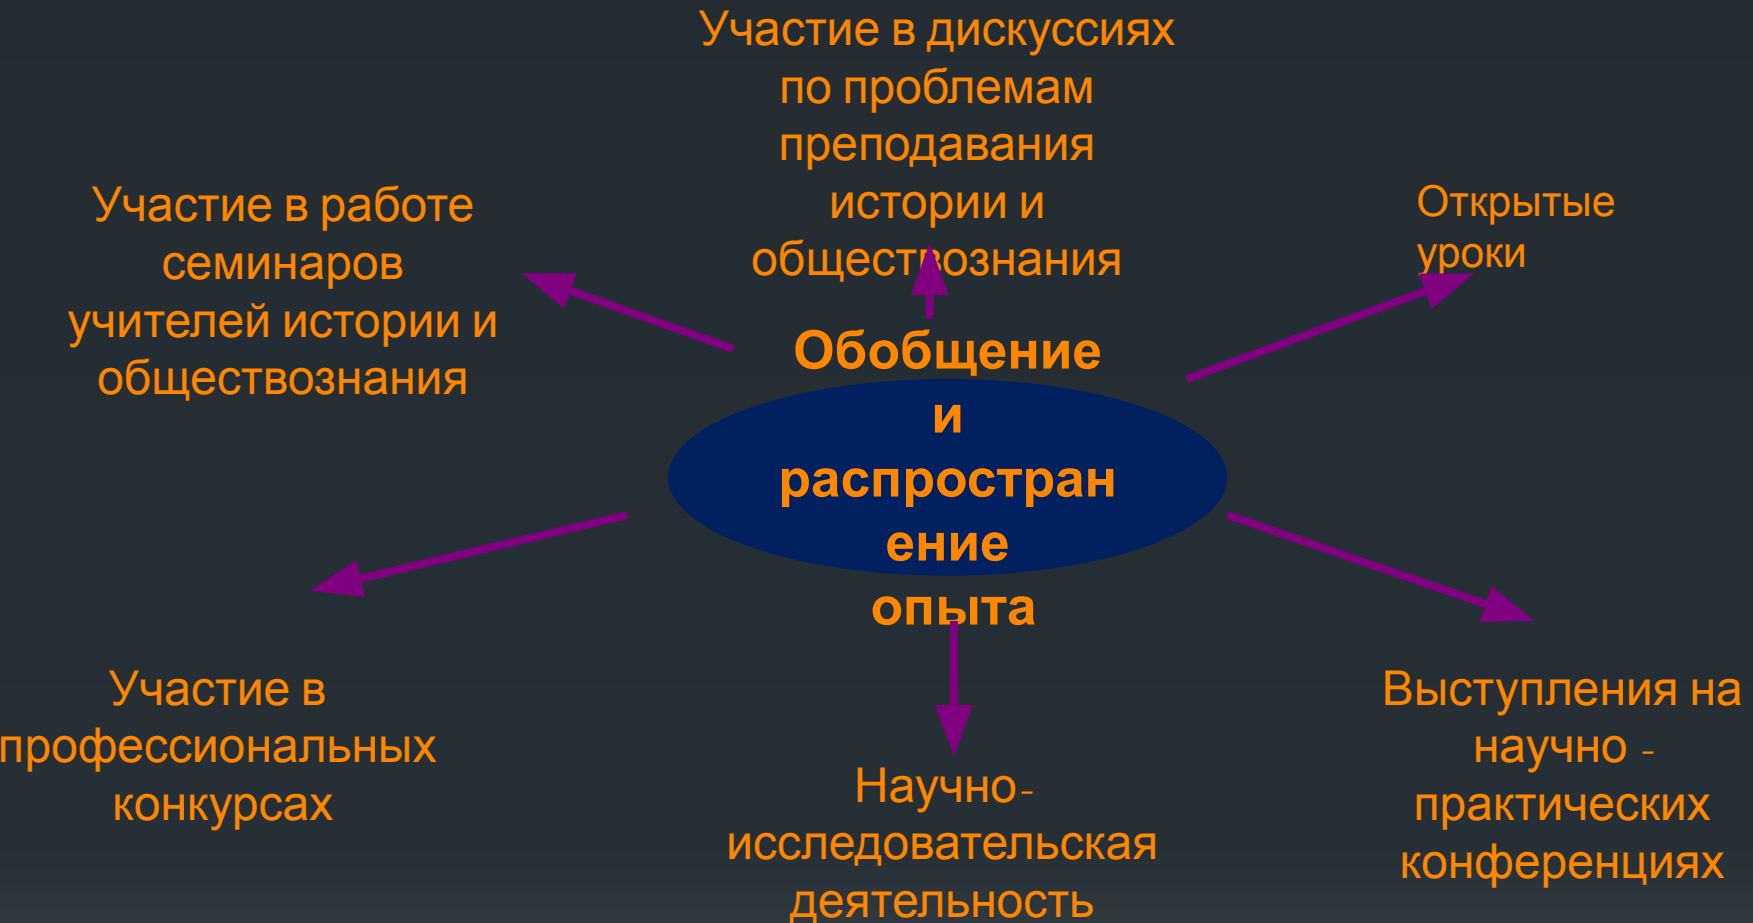 Участие в дискуссиях
по проблемам
преподавания
истории и
обществознания
Участие в работе
семинаров
учителей истории и
обществознания
Открытые
уроки
Обобщение
и
распростран
ение
опыта
Участие в
профессиональных
конкурсах
Научно-
исследовательская
деятельность
Выступления на
научно -
практических
конференциях